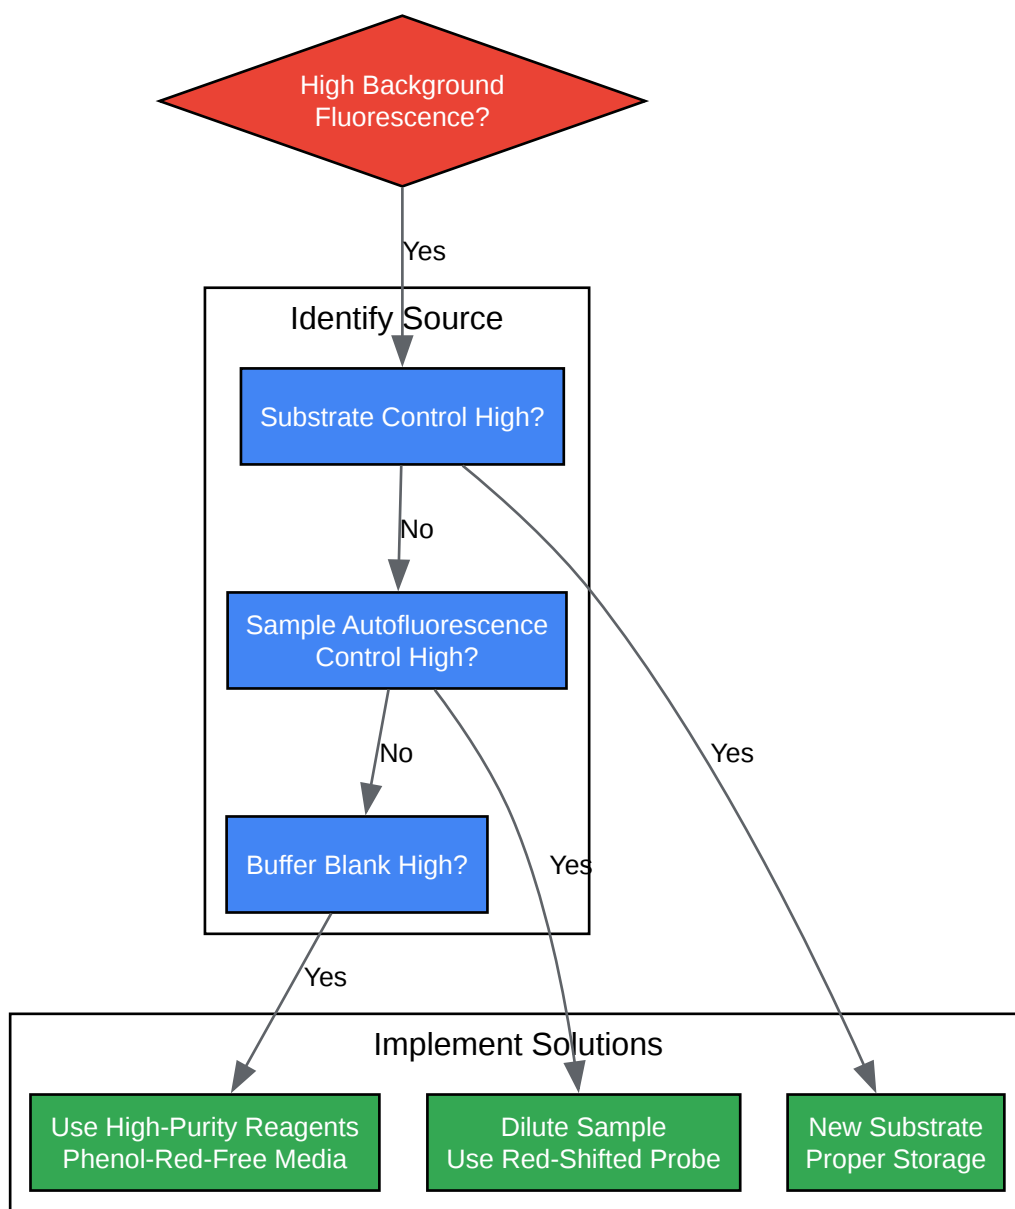 High Background
Fluorescence?
Yes
Identify Source
Substrate Control High?
No
Sample Autofluorescence
Control High?
No
Yes
Buffer Blank High?
Yes
Yes
Implement Solutions
Use High-Purity Reagents
Phenol-Red-Free Media
Dilute Sample
Use Red-Shifted Probe
New Substrate
Proper Storage